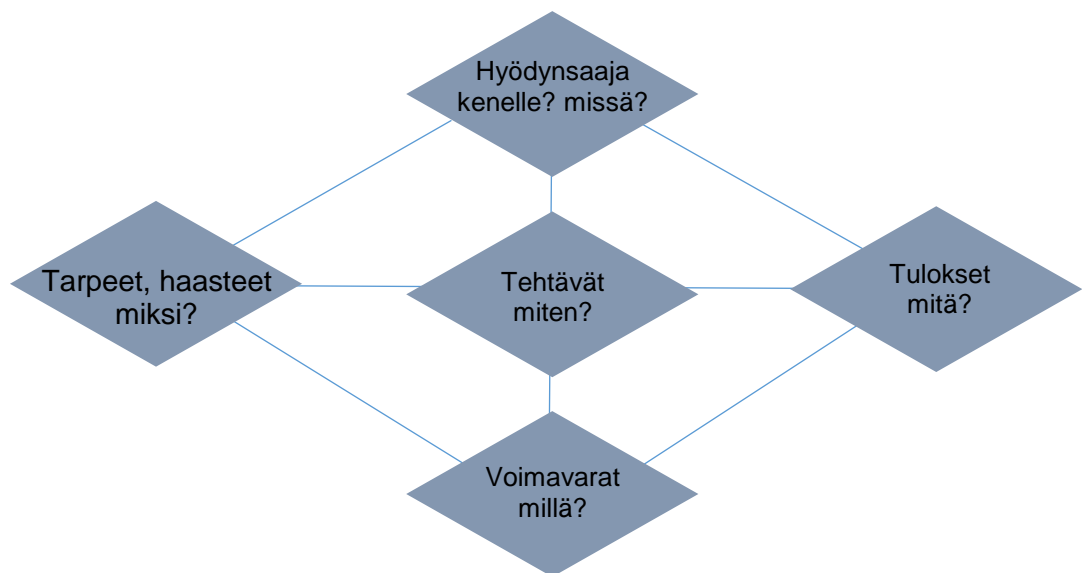 Hyödynsaaja
kenelle? missä?
Tarpeet, haasteet
miksi?
Tehtävät
miten?
Tulokset
mitä?
Voimavarat
millä?